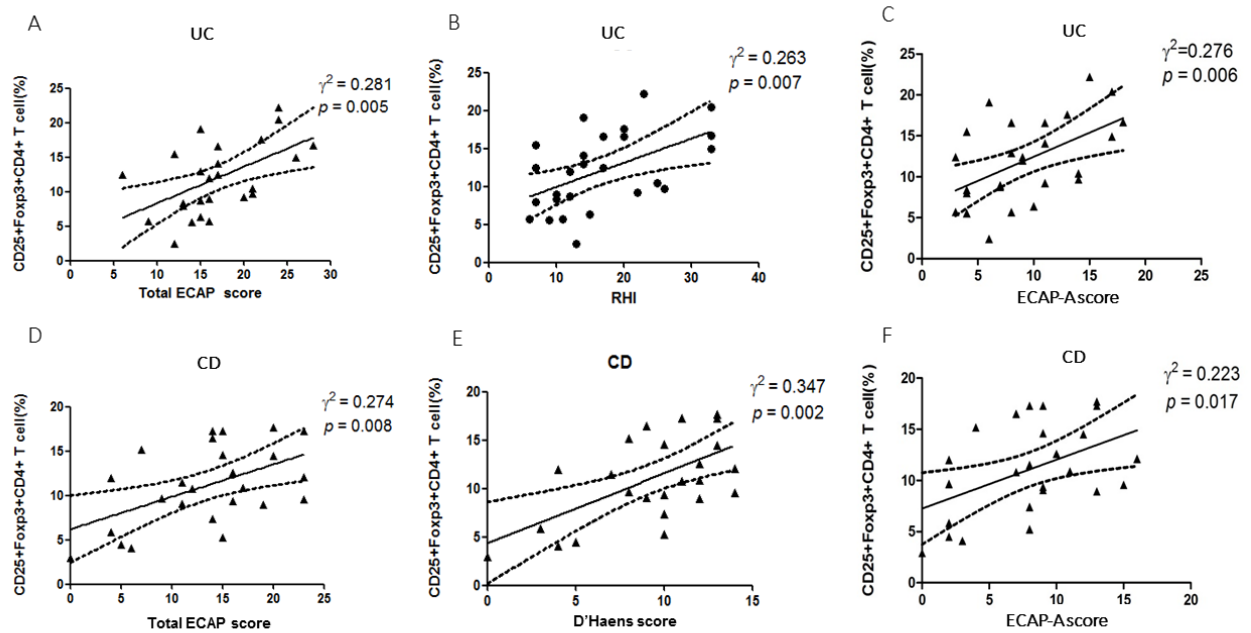 A
UC
γ² = 0.281
p = 0.005
CD25+Foxp3+CD4+ T cell(%)
25
20
15
10
5
0
0 5 10 15 20 25 30
Total ECAP score
B
UC
γ² = 0.263
p = 0.007
CD25+Foxp3+CD4+ T cell(%)
25
20
15
10
5
0
0 10 20 30 40
RHI
C
UC
γ²=0.276
p = 0.006
CD25+Foxp3+CD4+ T cell(%)
25
20
15
10
5
0
0 5 10 15 20 25
ECAP-Ascore
D
CD
γ² = 0.274
p = 0.008
CD25+Foxp3+CD4+ T cell(%)
20
15
10
5
0
0 5 10 15 20 25
Total ECAP score
E
CD
γ² = 0.347
p = 0.002
CD25+Foxp3+CD4+ T cell(%)
20
15
10
5
0
0 5 10 15
D'Haens score
F
CD
γ² = 0.223
p = 0.017
CD25+Foxp3+CD4+ T cell(%)
20
15
10
5
0
0 5 10 15 20
ECAP-Ascore